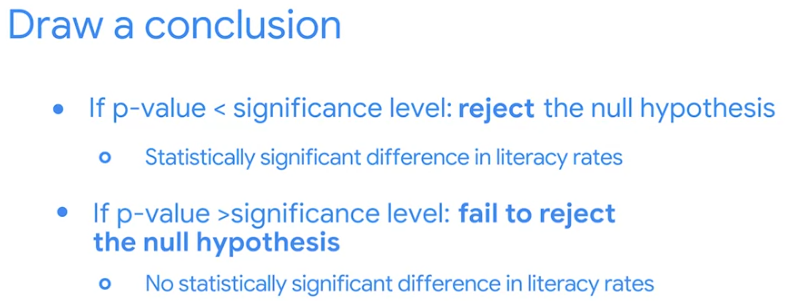 Draw a conclusion
• If p-value < significance level: reject the null hypothesis
o Statistically significant difference in literacy rates
• If p-value >significance level: fail to reject
the null hypothesis
o No statistically significant difference in literacy rates